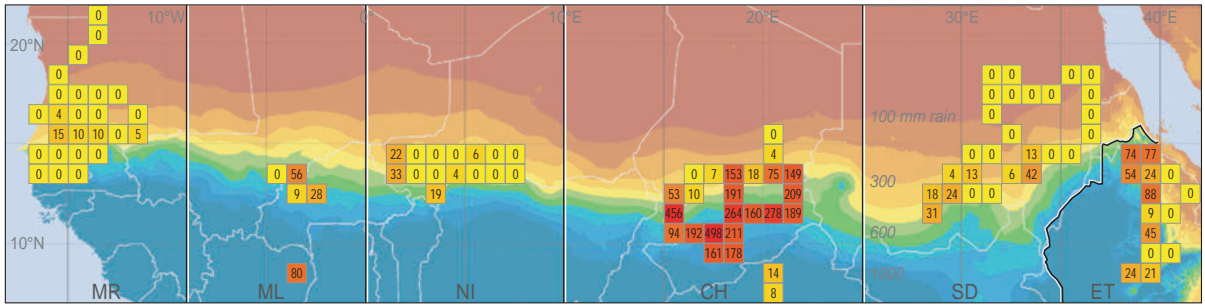 10°W 0° 10°E 20°E 30°E 40°E
0
0
20°N 0
0 0 0 0 0
0 0 0 0 0 0 0 0 0 0 0
0 4 0 0 0 0 0 0 100 mm rain
15 10 10 0 5 0 0 0
0 0 0 0 22 0 0 0 6 0 0 4 0 0 13 0 0 74 77
0 0 0 0 56 33 0 0 4 0 0 0 0 7 153 18 75 149 300 4 13 6 42 54 24 0
9 28 19 53 10 191 209 18 24 0 0 88 0
456 264 160 278 189 31 9 0
94 192 498 211 600 45
10°N 161 178 0 0
80 14 1000 24 21
8
MR ML NI CH SD ET